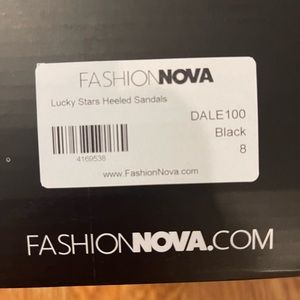 FASHIONNOVA
Lucky Stars Heeled Sandals
DALE100
Black
8
4169538
www.FashionNova.com
FASHIONNOVA.COM